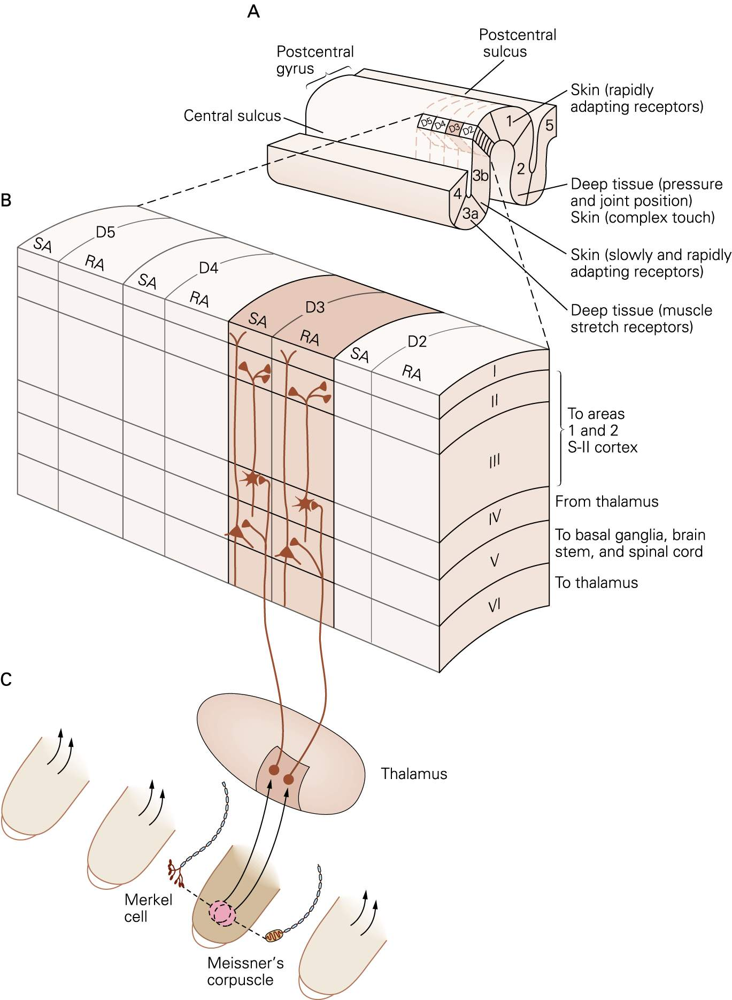 A
Postcentral
sulcus
Postcentral
gyrus
Skin (rapidly
adapting receptors)
Central sulcus
D5
D4
D3
D2
1
5
2
3b
4
3a
Deep tissue (pressure
and joint position)
Skin (complex touch)
Skin (slowly and rapidly
adapting receptors)
Deep tissue (muscle
stretch receptors)
B
D5
SA
RA
D4
SA
RA
D3
SA
RA
D2
SA
RA
I
II
III
IV
V
VI
To areas
1 and 2
S-II cortex
From thalamus
To basal ganglia, brain
stem, and spinal cord
To thalamus
C
Thalamus
Merkel
cell
Meissner's
corpuscle